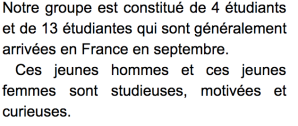 Notre groupe est constitué de 4 étudiants
et de 13 étudiantes qui sont généralement
arrivées en France en septembre.
Ces jeunes hommes et ces jeunes
femmes sont studieuses, motivées et
curieuses.